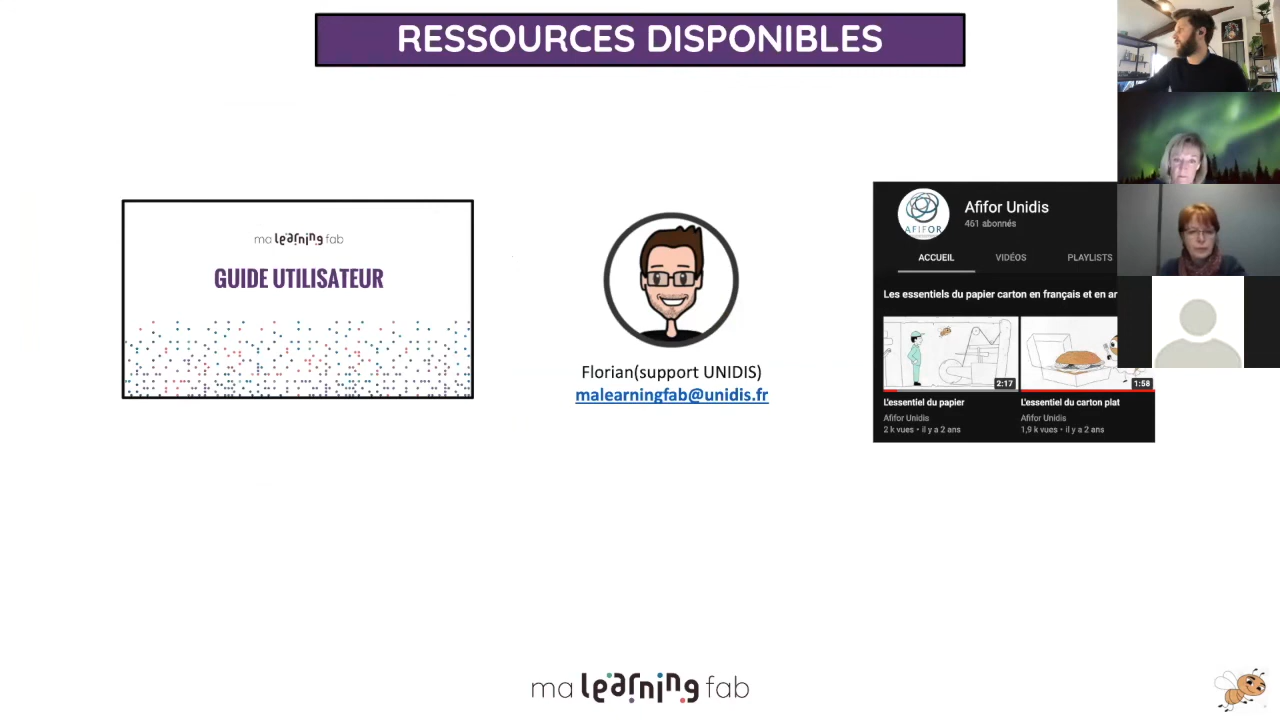 RESSOURCES DISPONIBLES
ma learning fab
GUIDE UTILISATEUR
Florian(support UNIDIS)
malearningfab@unidis.fr
AFIFOR
Afifor Unidis
461 abonnés
ACCUEIL VIDÉOS PLAYLISTS
Les essentiels du papier carton en français et en an
2:17
1:58
L'essentiel du papier
Afifor Unidis
2 k vues • il y a 2 ans
L'essentiel du carton plat
Afifor Unidis
1,9 k vues • il y a 2 ans
ma learning fab